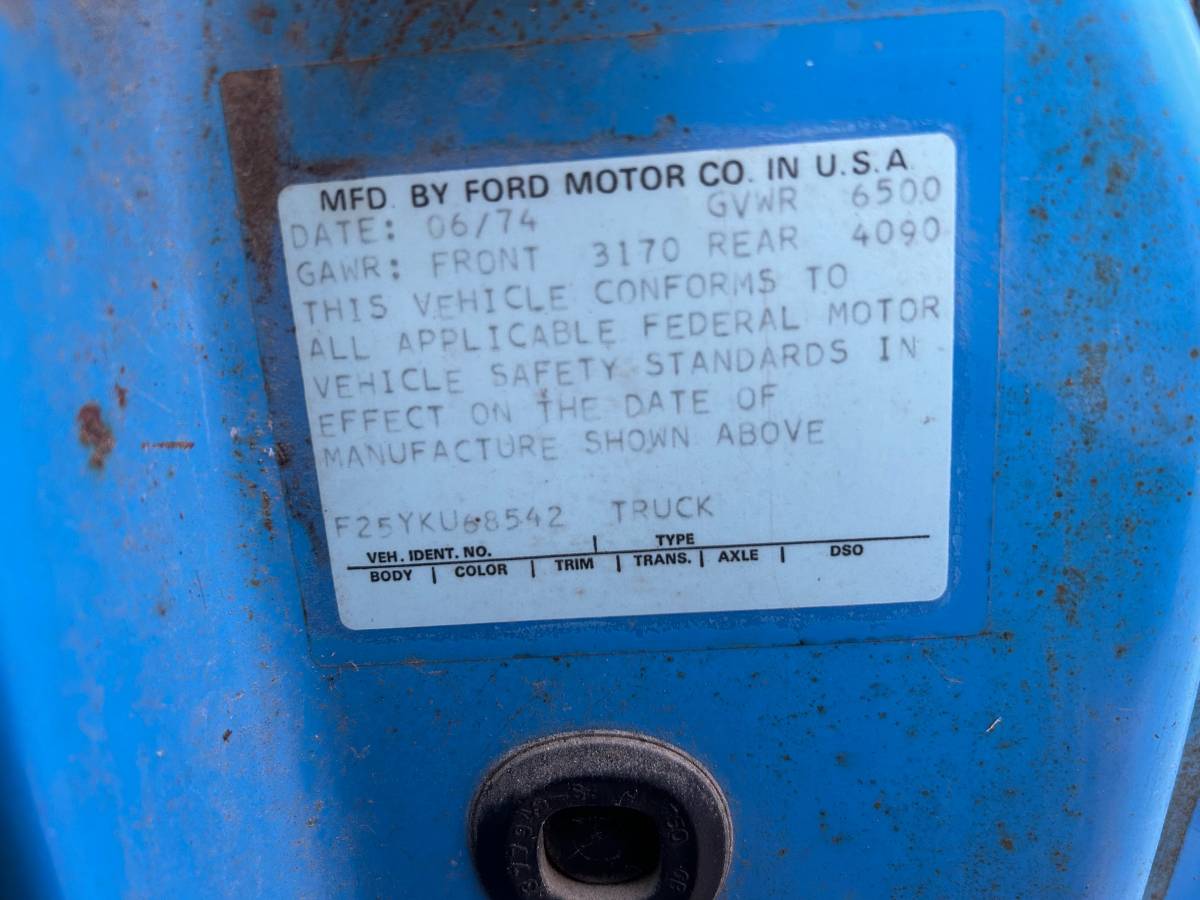 MFD. BY FORD MOTOR CO. IN U.S.A.
DATE: 06/74 GVWR 6500
GAWR: FRONT 3170 REAR 4090
THIS VEHICLE CONFORMS TO
ALL APPLICABLE FEDERAL MOTOR
VEHICLE SAFETY STANDARDS IN
EFFECT ON THE DATE OF
MANUFACTURE SHOWN ABOVE
F25YKU68542 TRUCK
VEH. IDENT. NO. | TYPE
BODY | COLOR | TRIM | TRANS. | AXLE | DSO